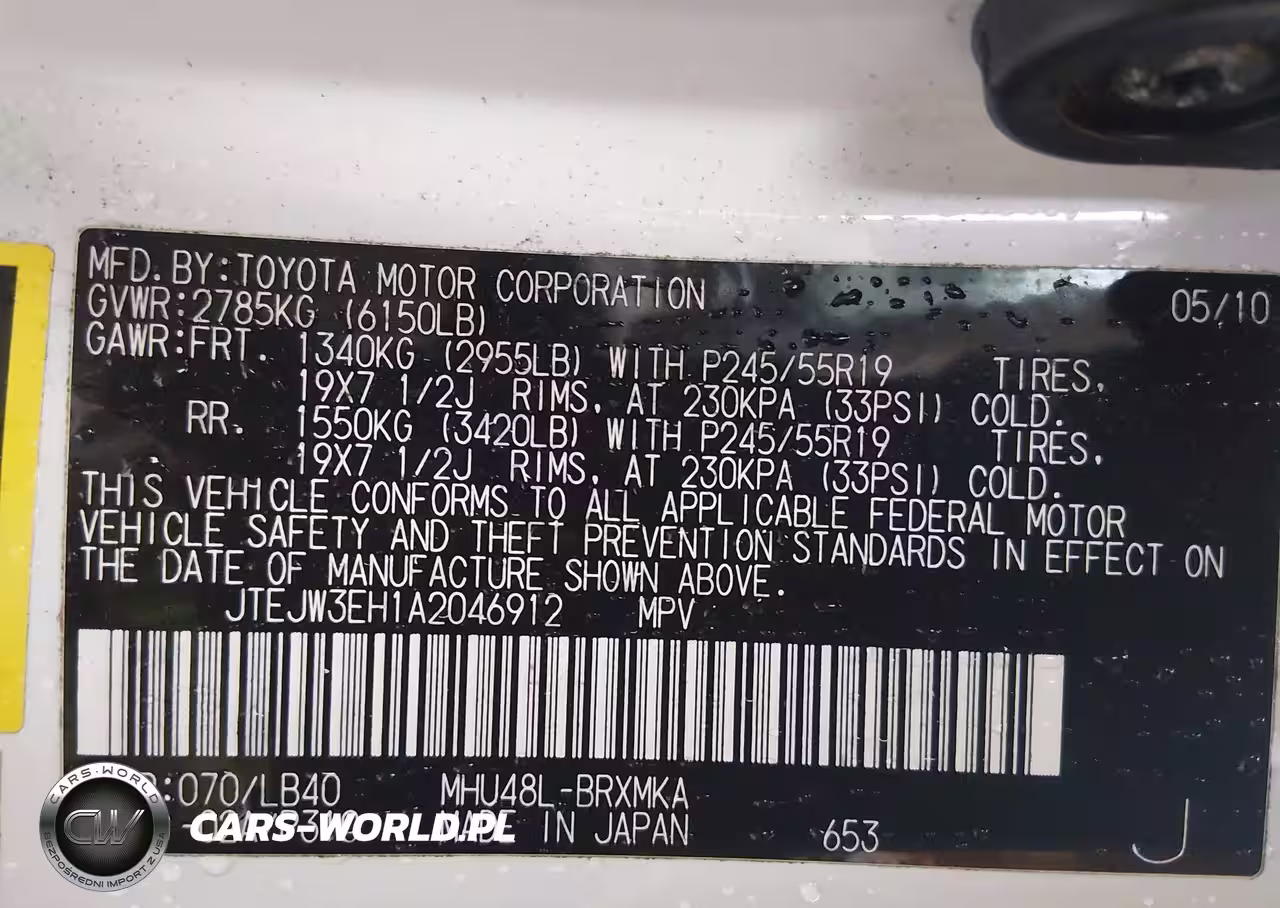 MFD.BY:TOYOTA MOTOR CORPORATION 05/10
GVWR:2785KG (6150LB)
GAWR:FRT. 1340KG (2955LB) WITH P245/55R19 TIRES,
19X7 1/2J RIMS, AT 230KPA (33PSI) COLD.
RR. 1550KG (3420LB) WITH P245/55R19 TIRES,
19X7 1/2J RIMS, AT 230KPA (33PSI) COLD.
THIS VEHICLE CONFORMS TO ALL APPLICABLE FEDERAL MOTOR
VEHICLE SAFETY AND THEFT PREVENTION STANDARDS IN EFFECT ON
THE DATE OF MANUFACTURE SHOWN ABOVE.
JTEJW3EH1A2046912 MPV
:070/LB40 MHU48L-BRXMKA
MADE IN JAPAN 653 J
CARS-WORLD
CW
BEZPOŚREDNI IMPORT Z USA
CARS-WORLD.PL